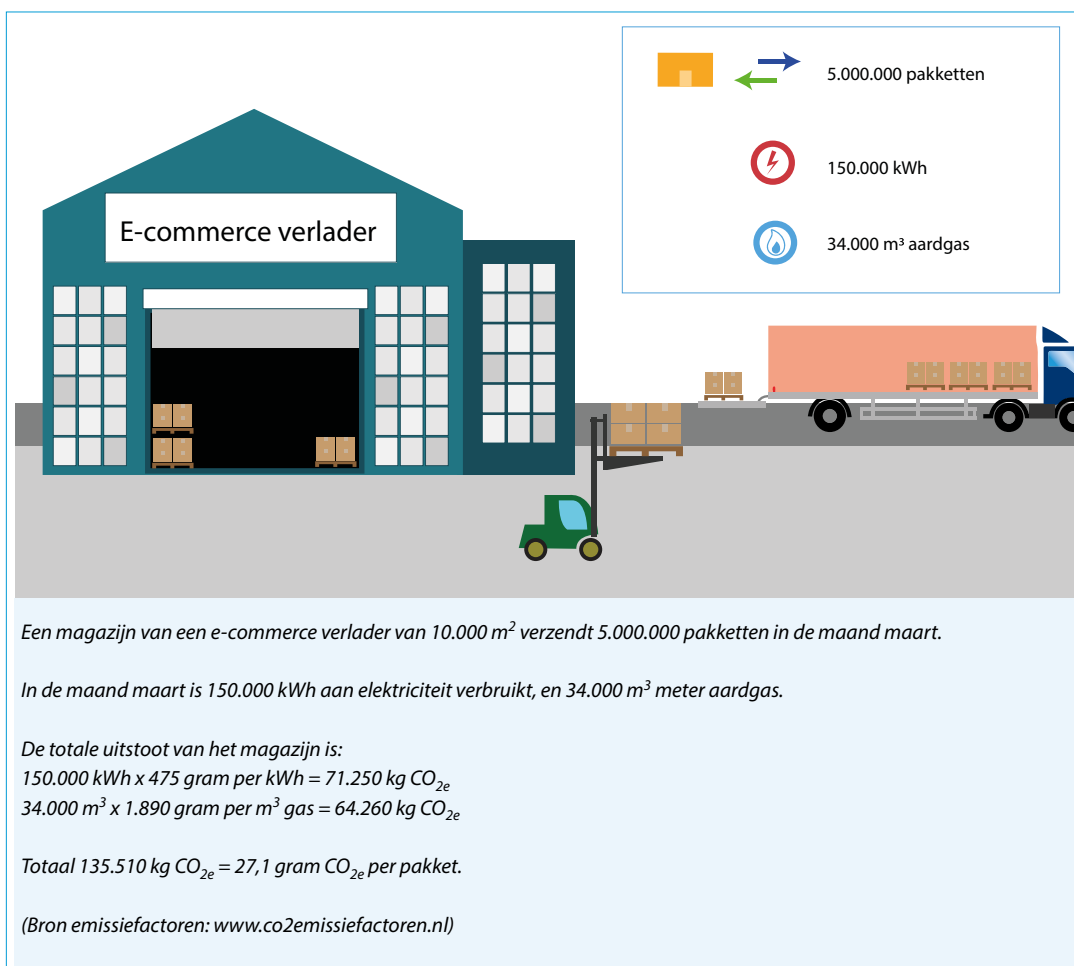 5.000.000 pakketten
150.000 kWh
34.000 m³ aardgas
E-commerce verlader
Een magazijn van een e-commerce verlader van 10.000 m² verzendt 5.000.000 pakketten in de maand maart.
In de maand maart is 150.000 kWh aan elektriciteit verbruikt, en 34.000 m³ meter aardgas.
De totale uitstoot van het magazijn is:
150.000 kWh x 475 gram per kWh = 71.250 kg CO₂ₑ
34.000 m³ x 1.890 gram per m³ gas = 64.260 kg CO₂ₑ
Totaal 135.510 kg CO₂ₑ = 27,1 gram CO₂ₑ per pakket.
(Bron emissiefactoren: www.co2emissiefactoren.nl)